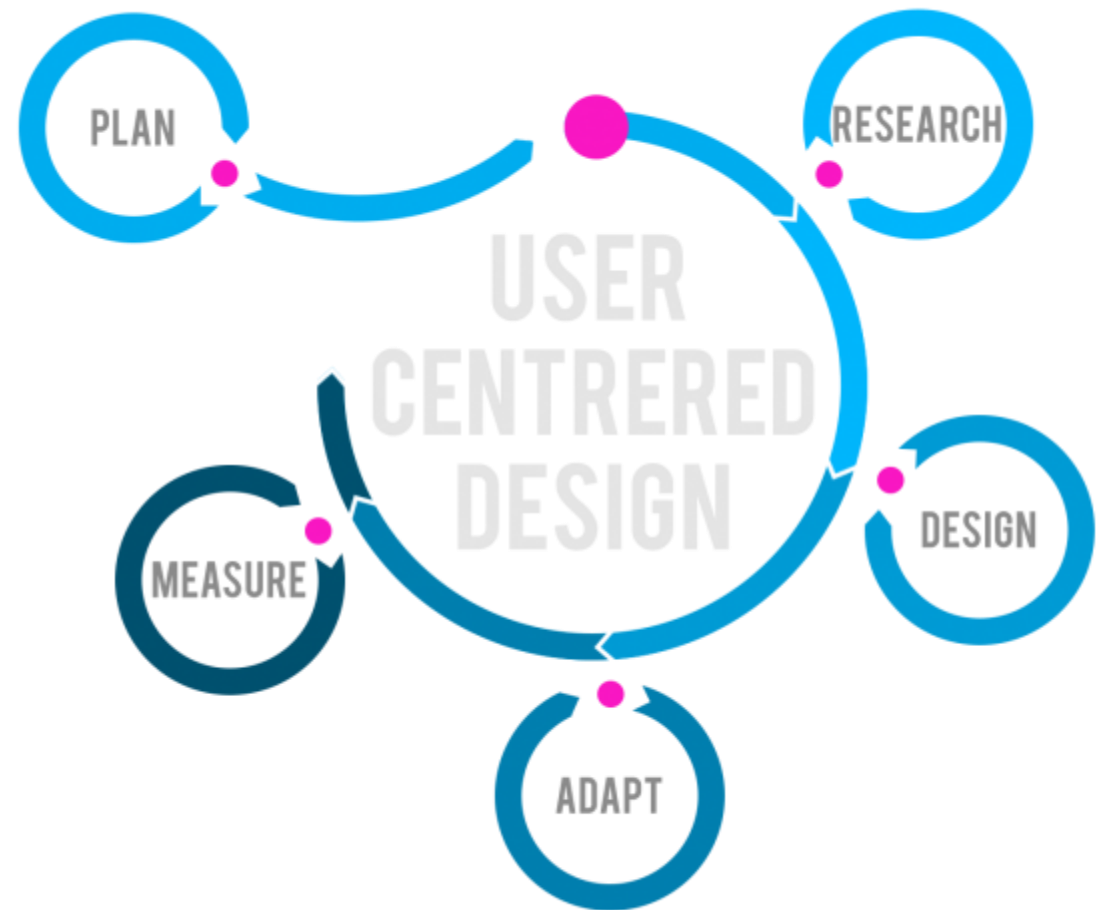 PLAN
RESEARCH
USER
CENTRERED
DESIGN
DESIGN
MEASURE
ADAPT